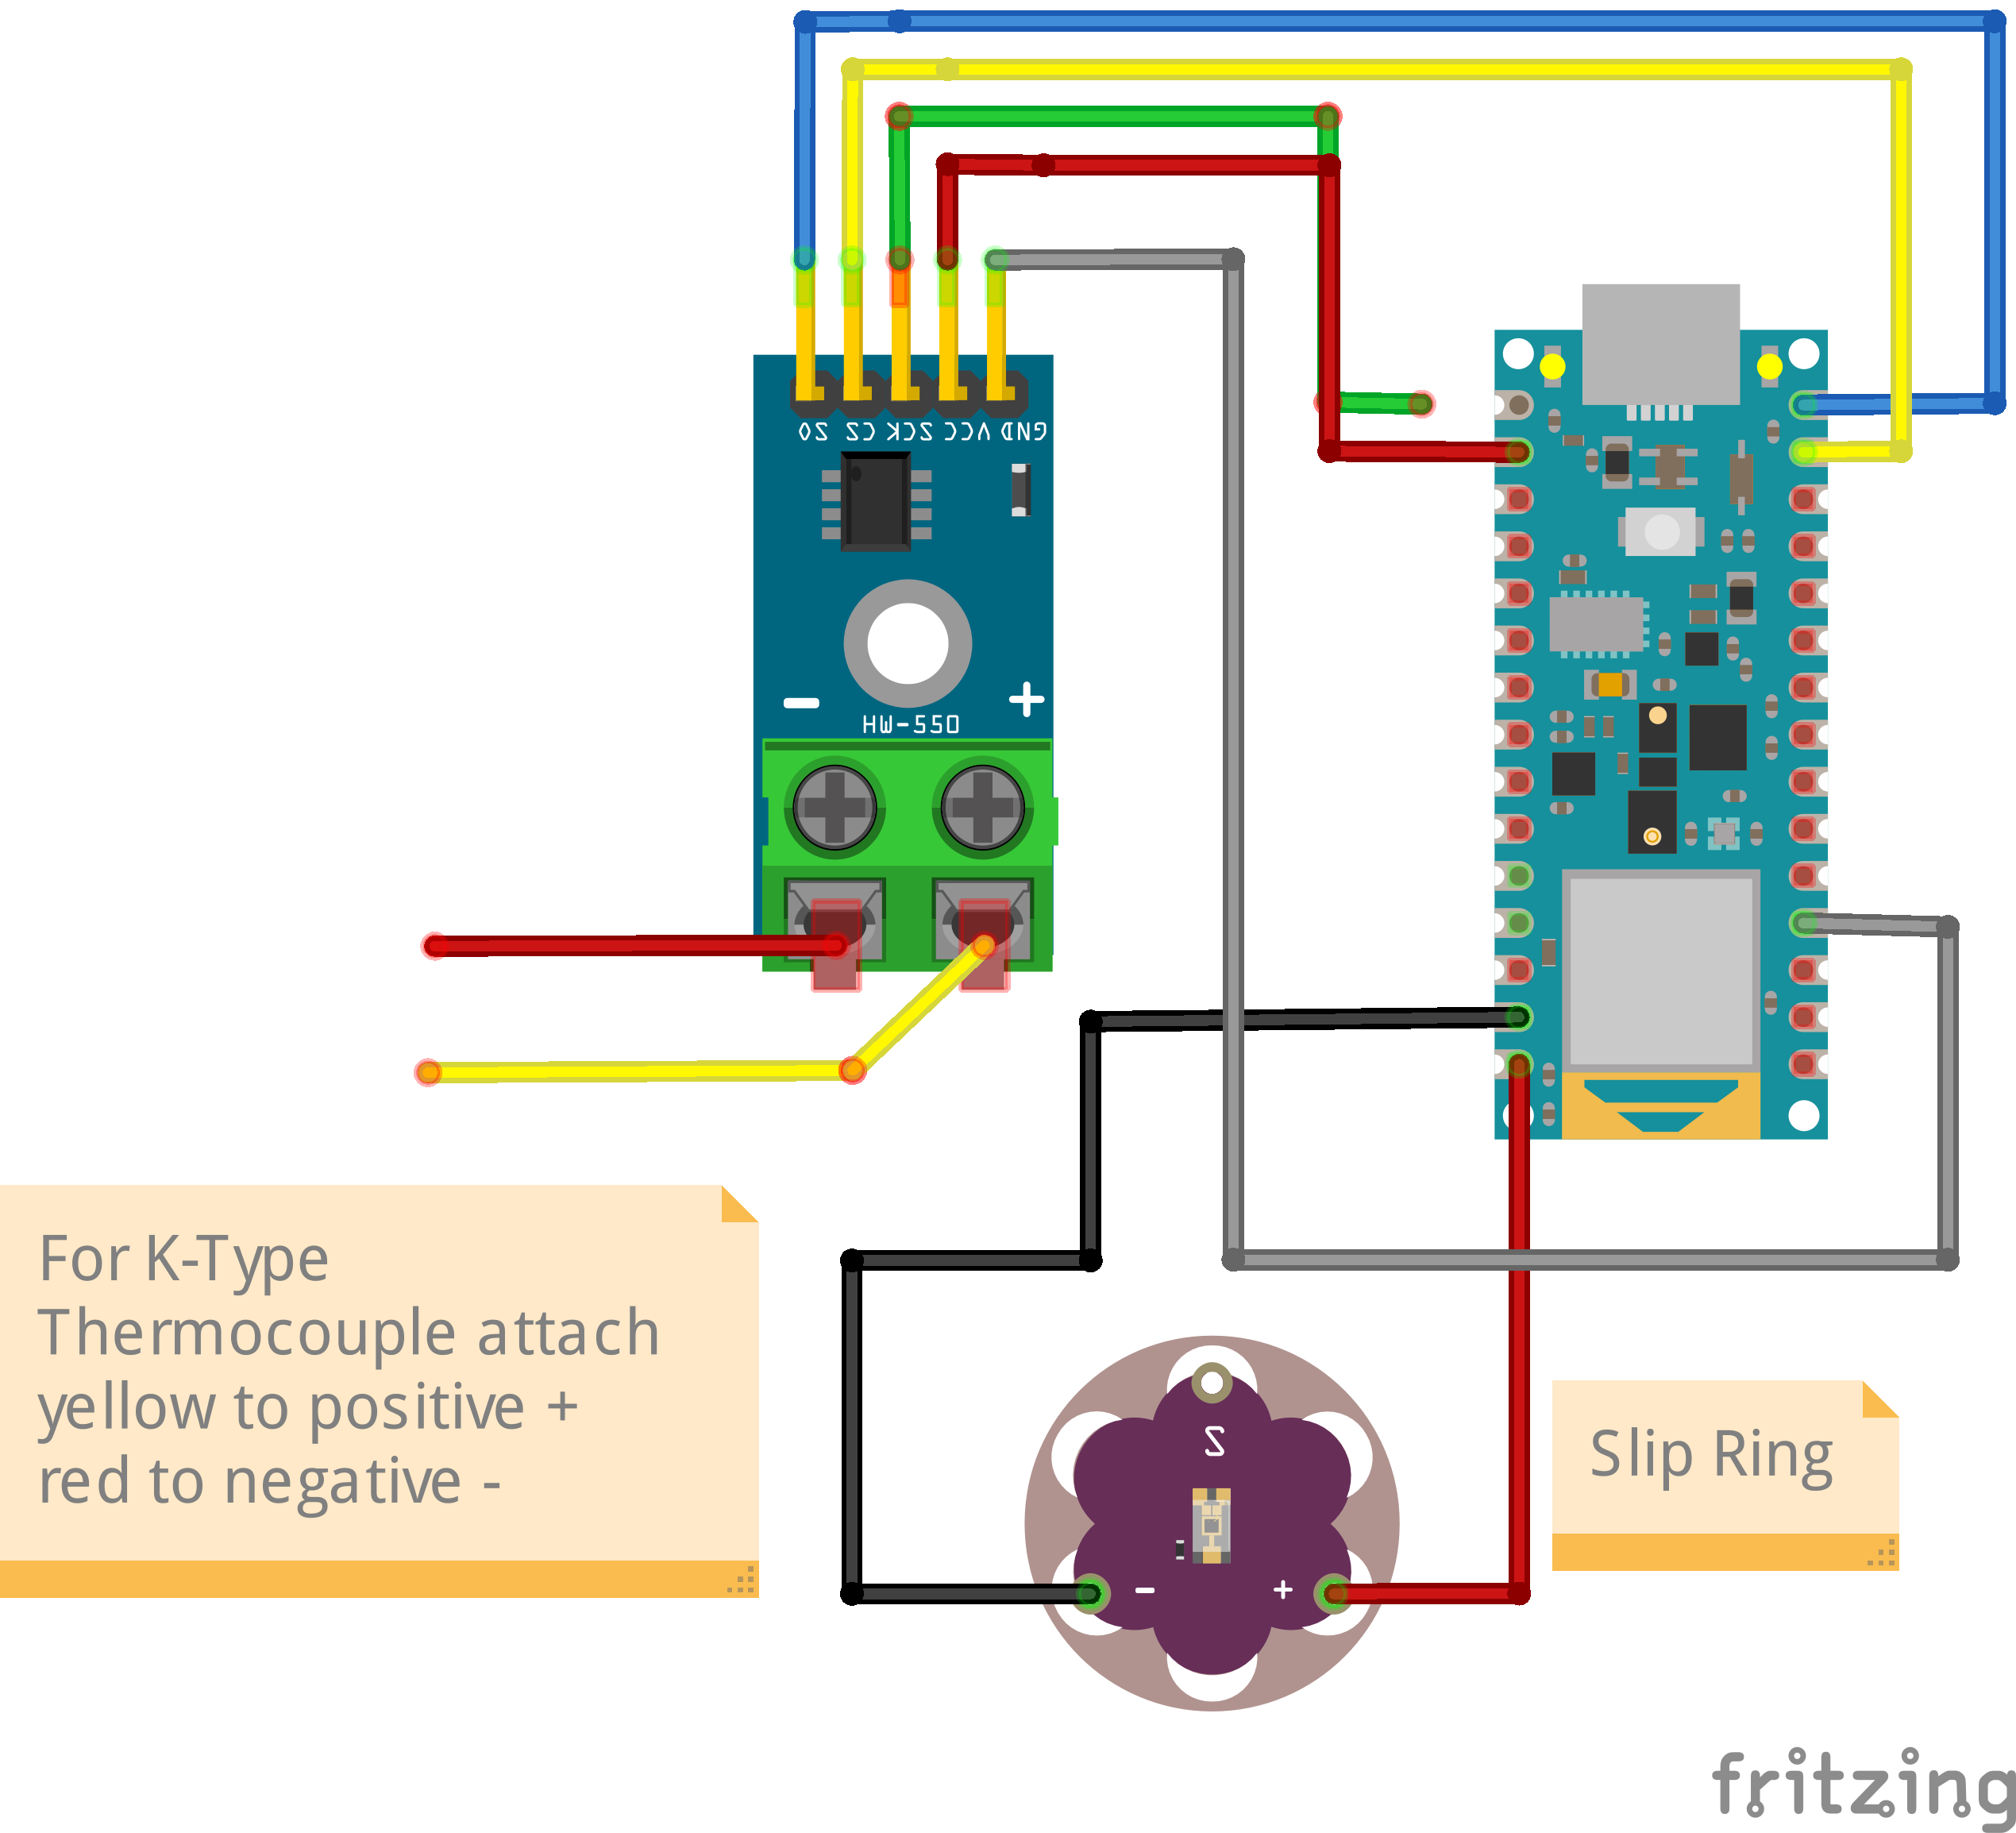 SO CS SCK VCC GND
- +
HW-550
For K-Type
Thermocouple attach
yellow to positive +
red to negative -
S
- +
Slip Ring
fritzing